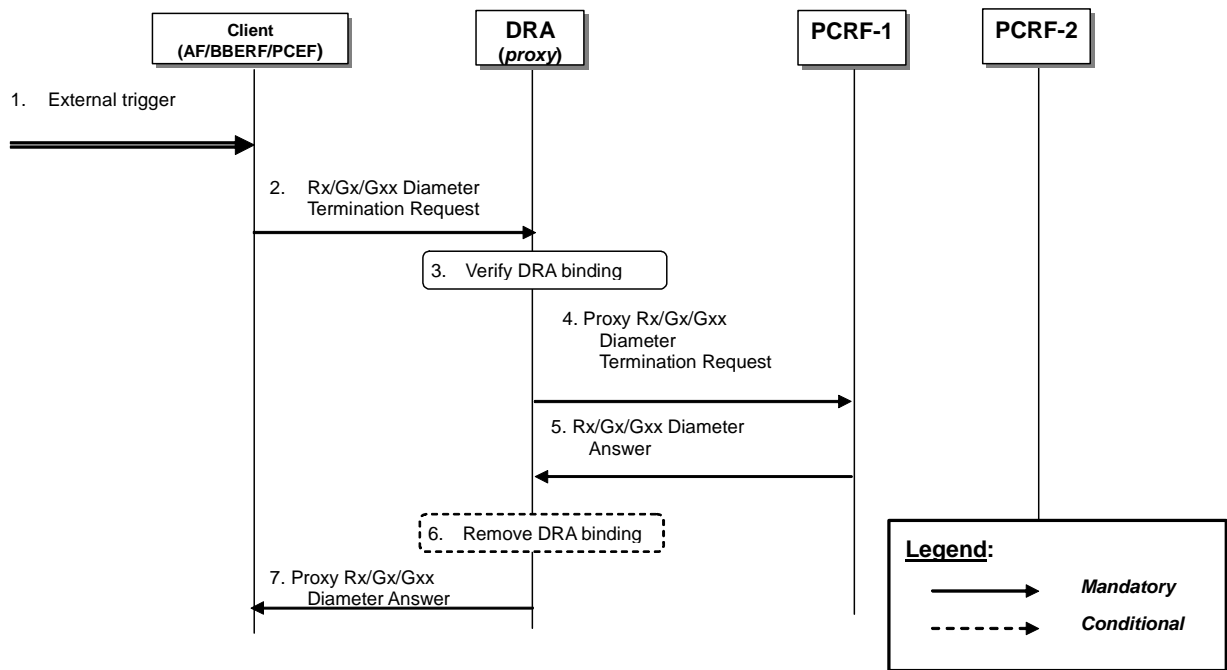 Client
(AF/BBERF/PCEF)
DRA
(proxy)
PCRF-1
PCRF-2
1. External trigger
2. Rx/Gx/Gxx Diameter
Termination Request
3. Verify DRA binding
4. Proxy Rx/Gx/Gxx
Diameter
Termination Request
5. Rx/Gx/Gxx Diameter
Answer
6. Remove DRA binding
7. Proxy Rx/Gx/Gxx
Diameter Answer
Legend:
Mandatory
Conditional